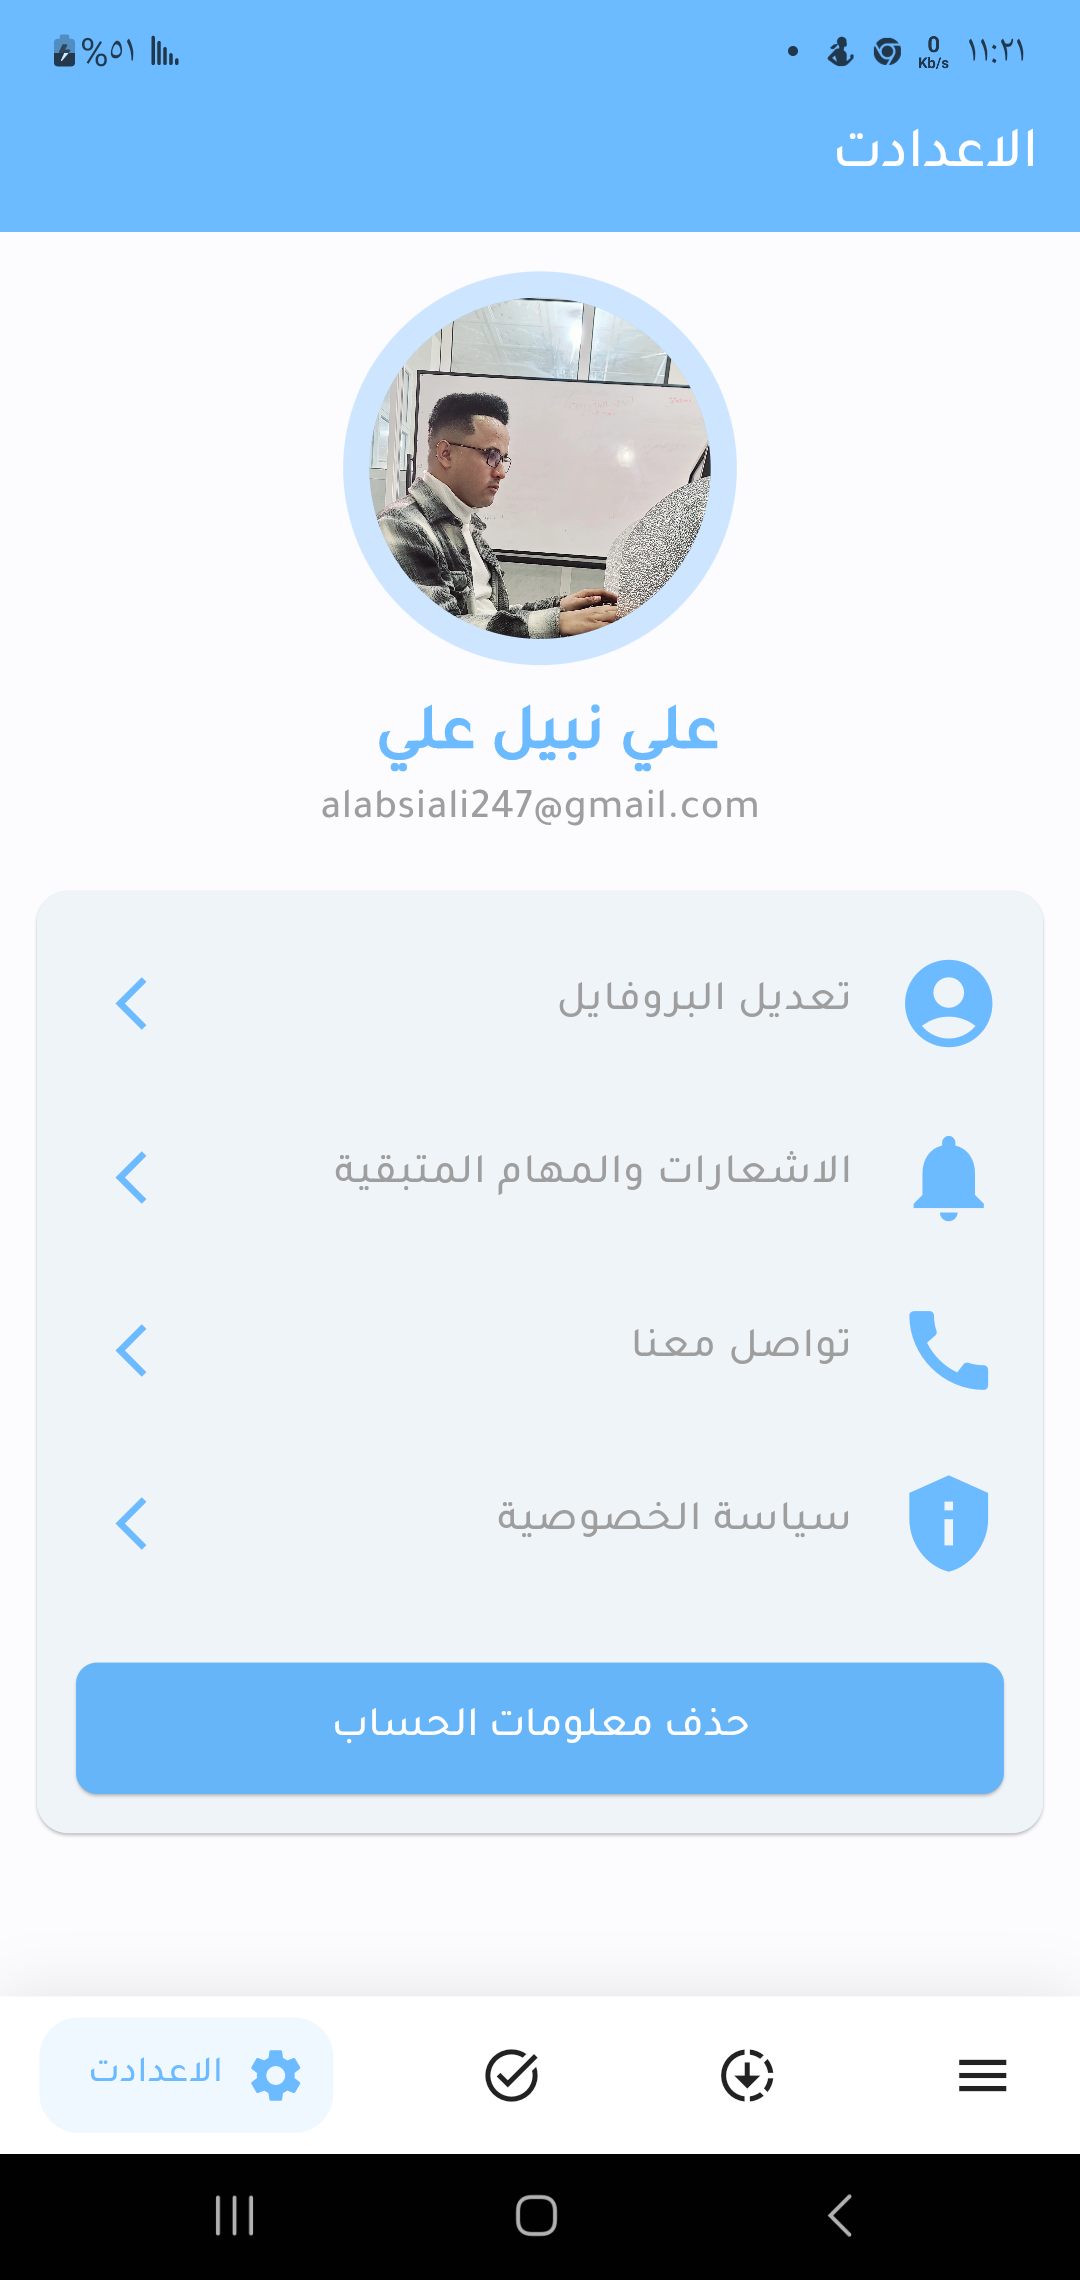 ١١:٢١
0
Kb/s
%٥١
الاعدادت
علي نبيل علي
alabsiali247@gmail.com
تعديل البروفايل
الاشعارات والمهام المتبقية
تواصل معنا
سياسة الخصوصية
حذف معلومات الحساب
الاعدادت